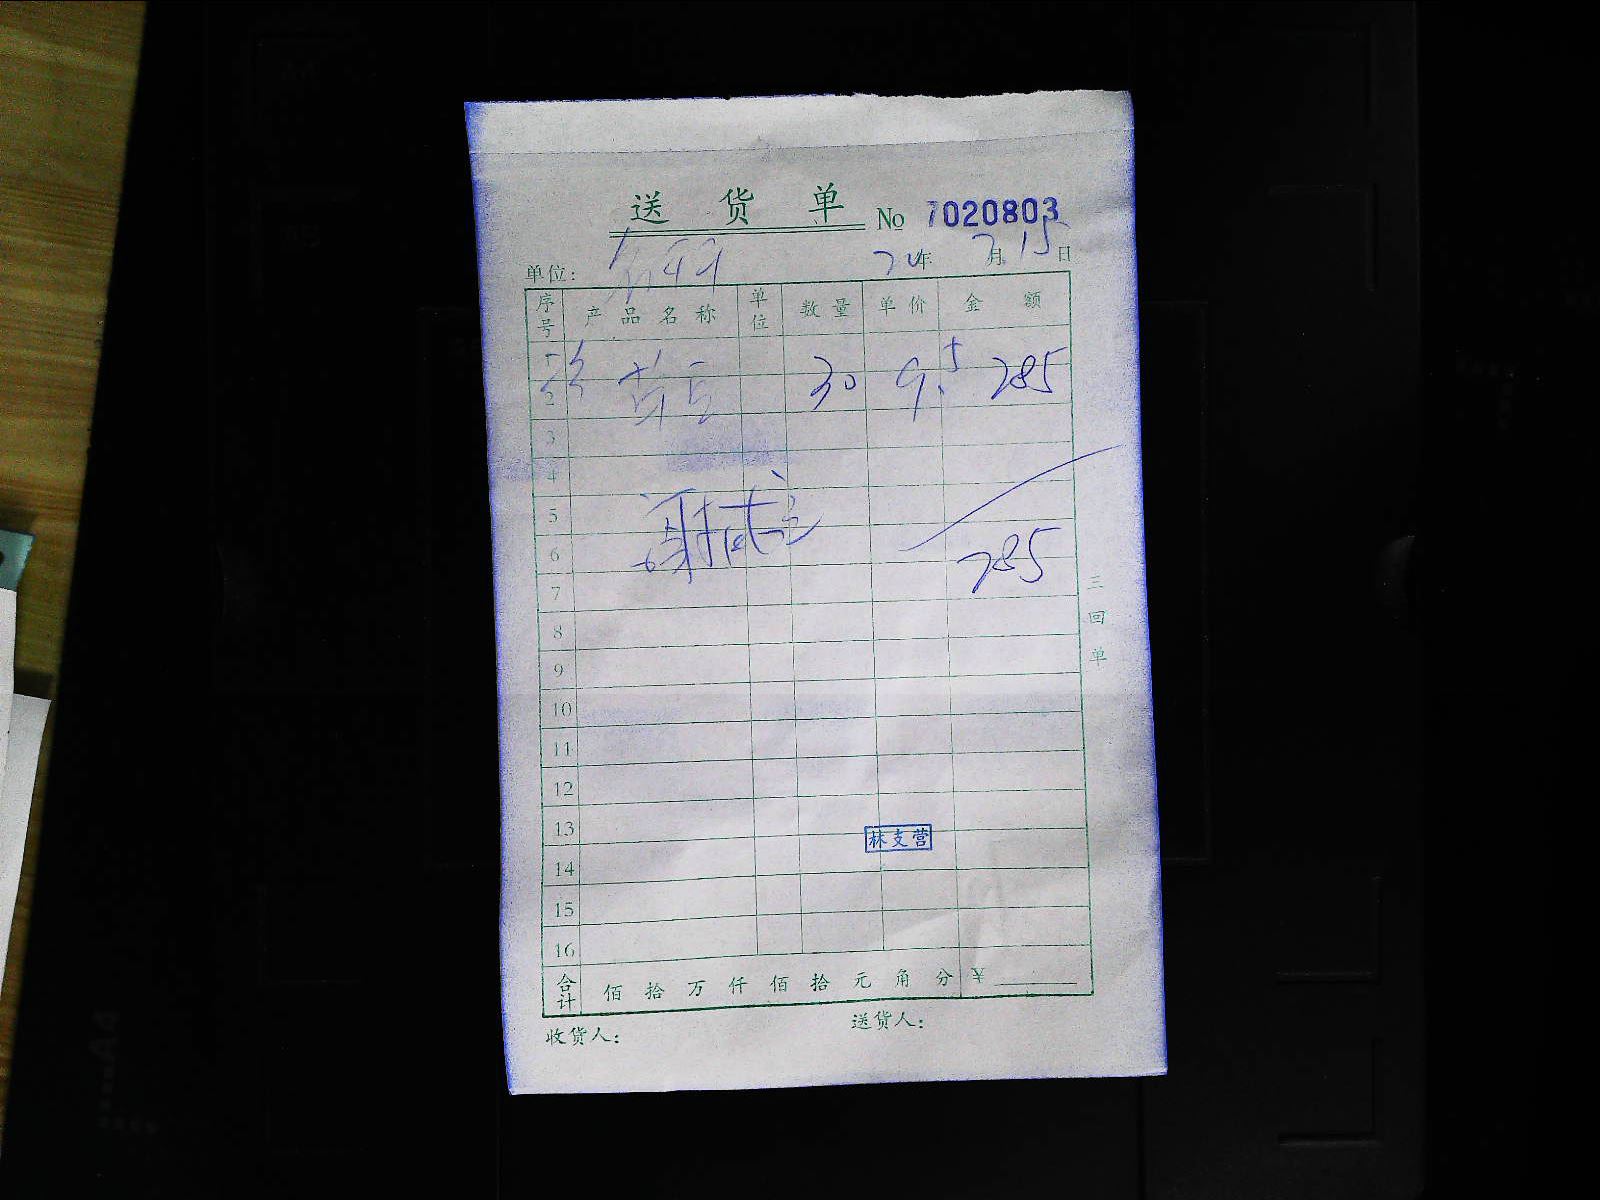 送货单 No 7020803
单位: 年 7月15日
序号 产品名称 单位 数量 单价 金额
1
2 30 9.5 285
3
4
5
6 285
7
8
9
10
11
12
13
林支营
14
15
16
合计 佰 拾 万 仟 佰 拾 元 角 分 ¥
收货人: 送货人:
三回单